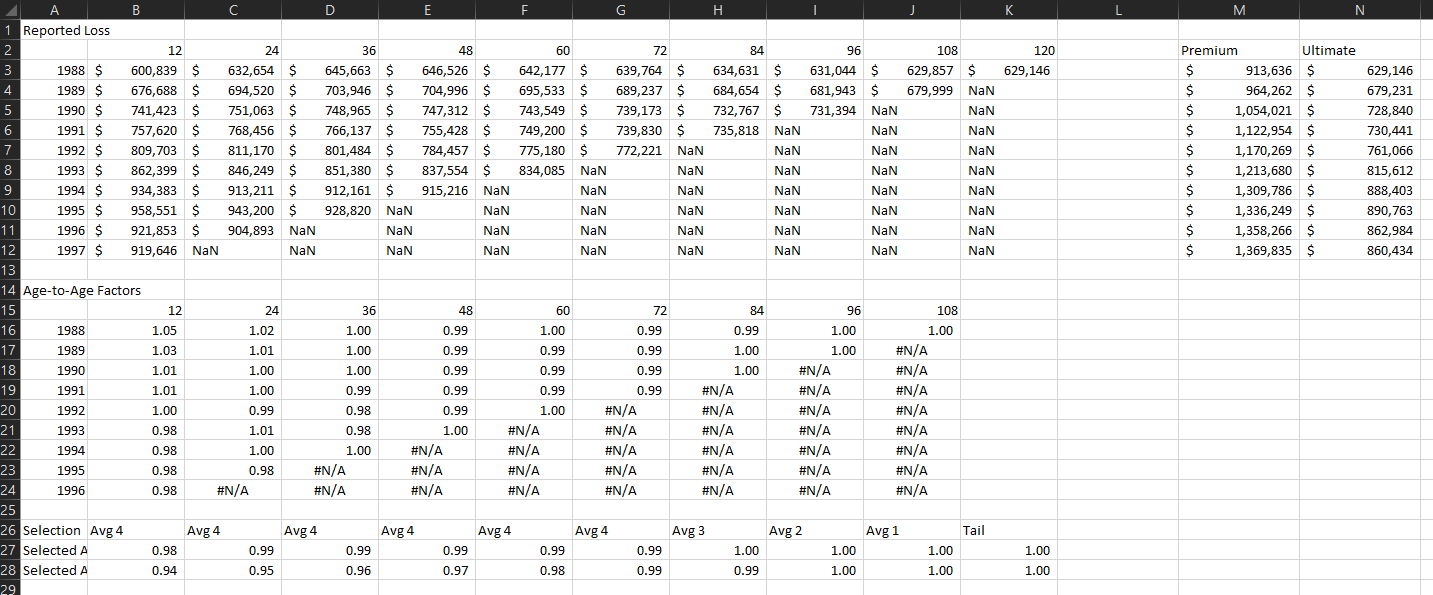 A B C D E F G H I J K L M N
1 Reported Loss
2 12 24 36 48 60 72 84 96 108 120 Premium Ultimate
3 1988 $ 600,839 $ 632,654 $ 645,663 $ 646,526 $ 642,177 $ 639,764 $ 634,631 $ 631,044 $ 629,857 $ 629,146 $ 913,636 $ 629,146
4 1989 $ 676,688 $ 694,520 $ 703,946 $ 704,996 $ 695,533 $ 689,237 $ 684,654 $ 681,943 $ 679,999 NaN $ 964,262 $ 679,231
5 1990 $ 741,423 $ 751,063 $ 748,965 $ 747,312 $ 743,549 $ 739,173 $ 732,767 $ 731,394 NaN NaN $ 1,054,021 $ 728,840
6 1991 $ 757,620 $ 768,456 $ 766,137 $ 755,428 $ 749,200 $ 739,830 $ 735,818 NaN NaN NaN $ 1,122,954 $ 730,441
7 1992 $ 809,703 $ 811,170 $ 801,484 $ 784,457 $ 775,180 $ 772,221 NaN NaN NaN NaN $ 1,170,269 $ 761,066
8 1993 $ 862,399 $ 846,249 $ 851,380 $ 837,554 $ 834,085 NaN NaN NaN NaN NaN $ 1,213,680 $ 815,612
9 1994 $ 934,383 $ 913,211 $ 912,161 $ 915,216 NaN NaN NaN NaN NaN NaN $ 1,309,786 $ 888,403
10 1995 $ 958,551 $ 943,200 $ 928,820 NaN NaN NaN NaN NaN NaN NaN $ 1,336,249 $ 890,763
11 1996 $ 921,853 $ 904,893 NaN NaN NaN NaN NaN NaN NaN NaN $ 1,358,266 $ 862,984
12 1997 $ 919,646 NaN NaN NaN NaN NaN NaN NaN NaN NaN $ 1,369,835 $ 860,434
13
14 Age-to-Age Factors
15 12 24 36 48 60 72 84 96 108
16 1988 1.05 1.02 1.00 0.99 1.00 0.99 0.99 1.00 1.00
17 1989 1.03 1.01 1.00 0.99 0.99 0.99 1.00 1.00 #N/A
18 1990 1.01 1.00 1.00 0.99 0.99 0.99 1.00 #N/A #N/A
19 1991 1.01 1.00 0.99 0.99 0.99 0.99 #N/A #N/A #N/A
20 1992 1.00 0.99 0.98 0.99 1.00 #N/A #N/A #N/A #N/A
21 1993 0.98 1.01 0.98 1.00 #N/A #N/A #N/A #N/A #N/A
22 1994 0.98 1.00 1.00 #N/A #N/A #N/A #N/A #N/A #N/A
23 1995 0.98 0.98 #N/A #N/A #N/A #N/A #N/A #N/A #N/A
24 1996 0.98 #N/A #N/A #N/A #N/A #N/A #N/A #N/A #N/A
25
26 Selection Avg 4 Avg 4 Avg 4 Avg 4 Avg 4 Avg 4 Avg 3 Avg 2 Avg 1 Tail
27 Selected A 0.98 0.99 0.99 0.99 0.99 0.99 1.00 1.00 1.00 1.00
28 Selected A 0.94 0.95 0.96 0.97 0.98 0.99 0.99 1.00 1.00 1.00
29